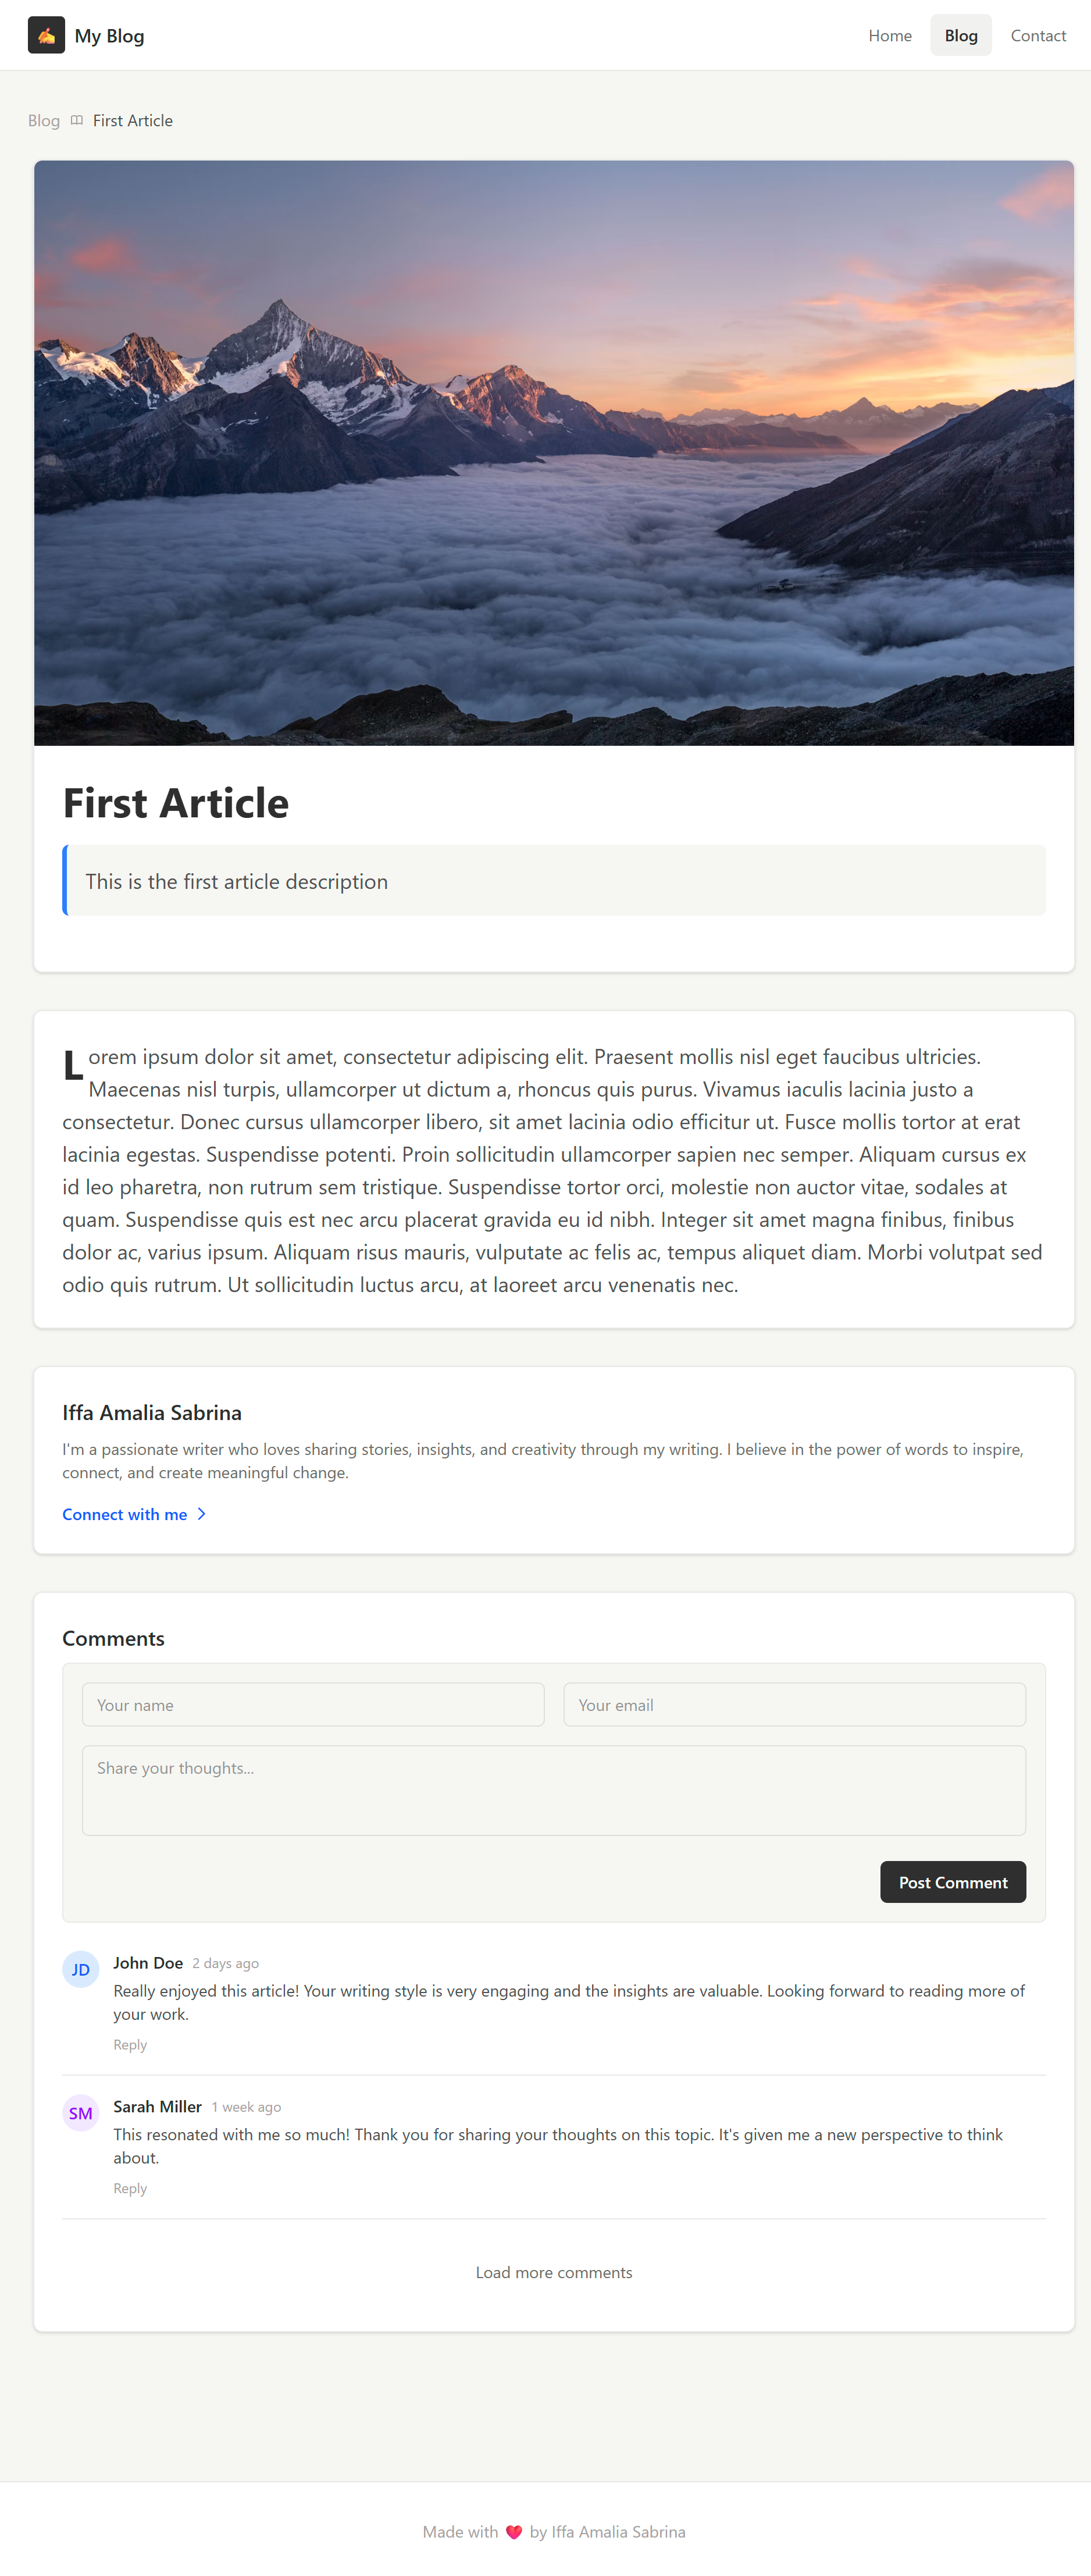 My Blog
Home
Blog
Contact
Blog
First Article
First Article
This is the first article description
Lorem ipsum dolor sit amet, consectetur adipiscing elit. Praesent mollis nisl eget faucibus ultricies.
Maecenas nisl turpis, ullamcorper ut dictum a, rhoncus quis purus. Vivamus iaculis lacinia justo a
consectetur. Donec cursus ullamcorper libero, sit amet lacinia odio efficitur ut. Fusce mollis tortor at erat
lacinia egestas. Suspendisse potenti. Proin sollicitudin ullamcorper sapien nec semper. Aliquam cursus ex
id leo pharetra, non rutrum sem tristique. Suspendisse tortor orci, molestie non auctor vitae, sodales at
quam. Suspendisse quis est nec arcu placerat gravida eu id nibh. Integer sit amet magna finibus, finibus
dolor ac, varius ipsum. Aliquam risus mauris, vulputate ac felis ac, tempus aliquet diam. Morbi volutpat sed
odio quis rutrum. Ut sollicitudin luctus arcu, at laoreet arcu venenatis nec.
Iffa Amalia Sabrina
I'm a passionate writer who loves sharing stories, insights, and creativity through my writing. I believe in the power of words to inspire,
connect, and create meaningful change.
Connect with me
Comments
Your name
Your email
Share your thoughts...
Post Comment
JD
John Doe 2 days ago
Really enjoyed this article! Your writing style is very engaging and the insights are valuable. Looking forward to reading more of
your work.
Reply
SM
Sarah Miller 1 week ago
This resonated with me so much! Thank you for sharing your thoughts on this topic. It's given me a new perspective to think
about.
Reply
Load more comments
Made with ❤️ by Iffa Amalia Sabrina